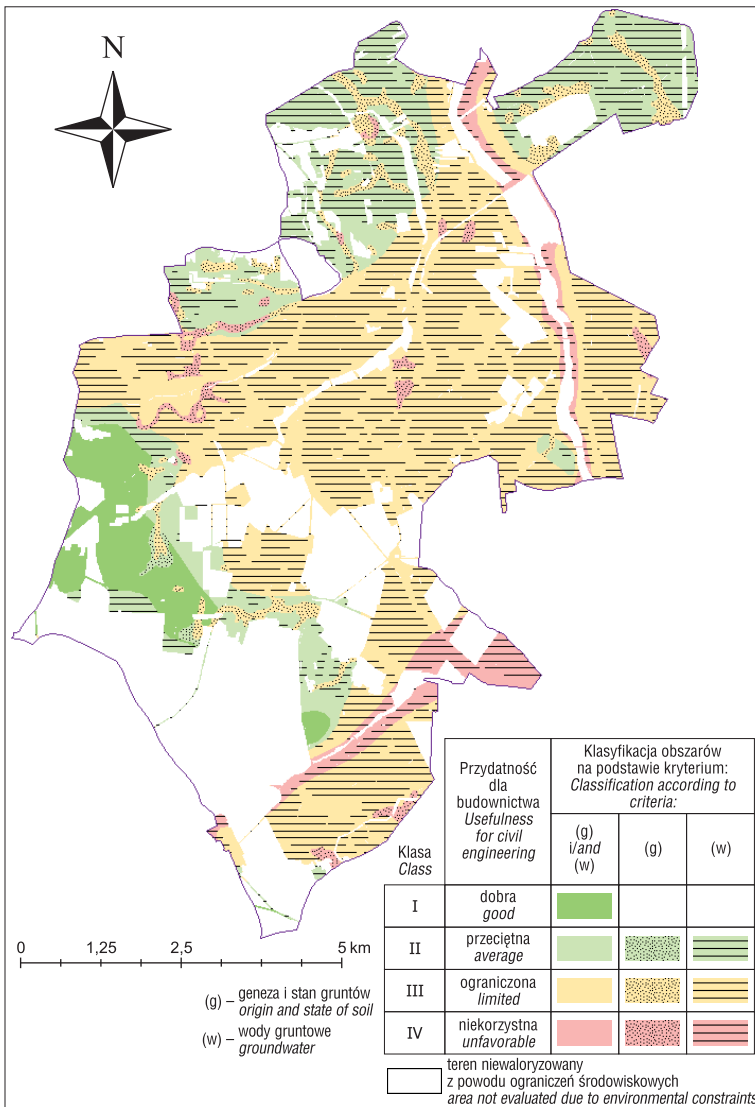 N
Klasa
Class
Przydatność
dla
budownictwa
Usefulness
for civil
engineering
Klasyfikacja obszarów
na podstawie kryterium:
Classification according to
criteria:
(g)
i/and
(w)
(g)
(w)
I
dobra
good
II
przeciętna
average
III
ograniczona
limited
IV
niekorzystna
unfavorable
teren niewaloryzowany
z powodu ograniczeń środowiskowych
area not evaluated due to environmental constraints
0 1,25 2,5 5 km
(g) – geneza i stan gruntów
origin and state of soil
(w) – wody gruntowe
groundwater